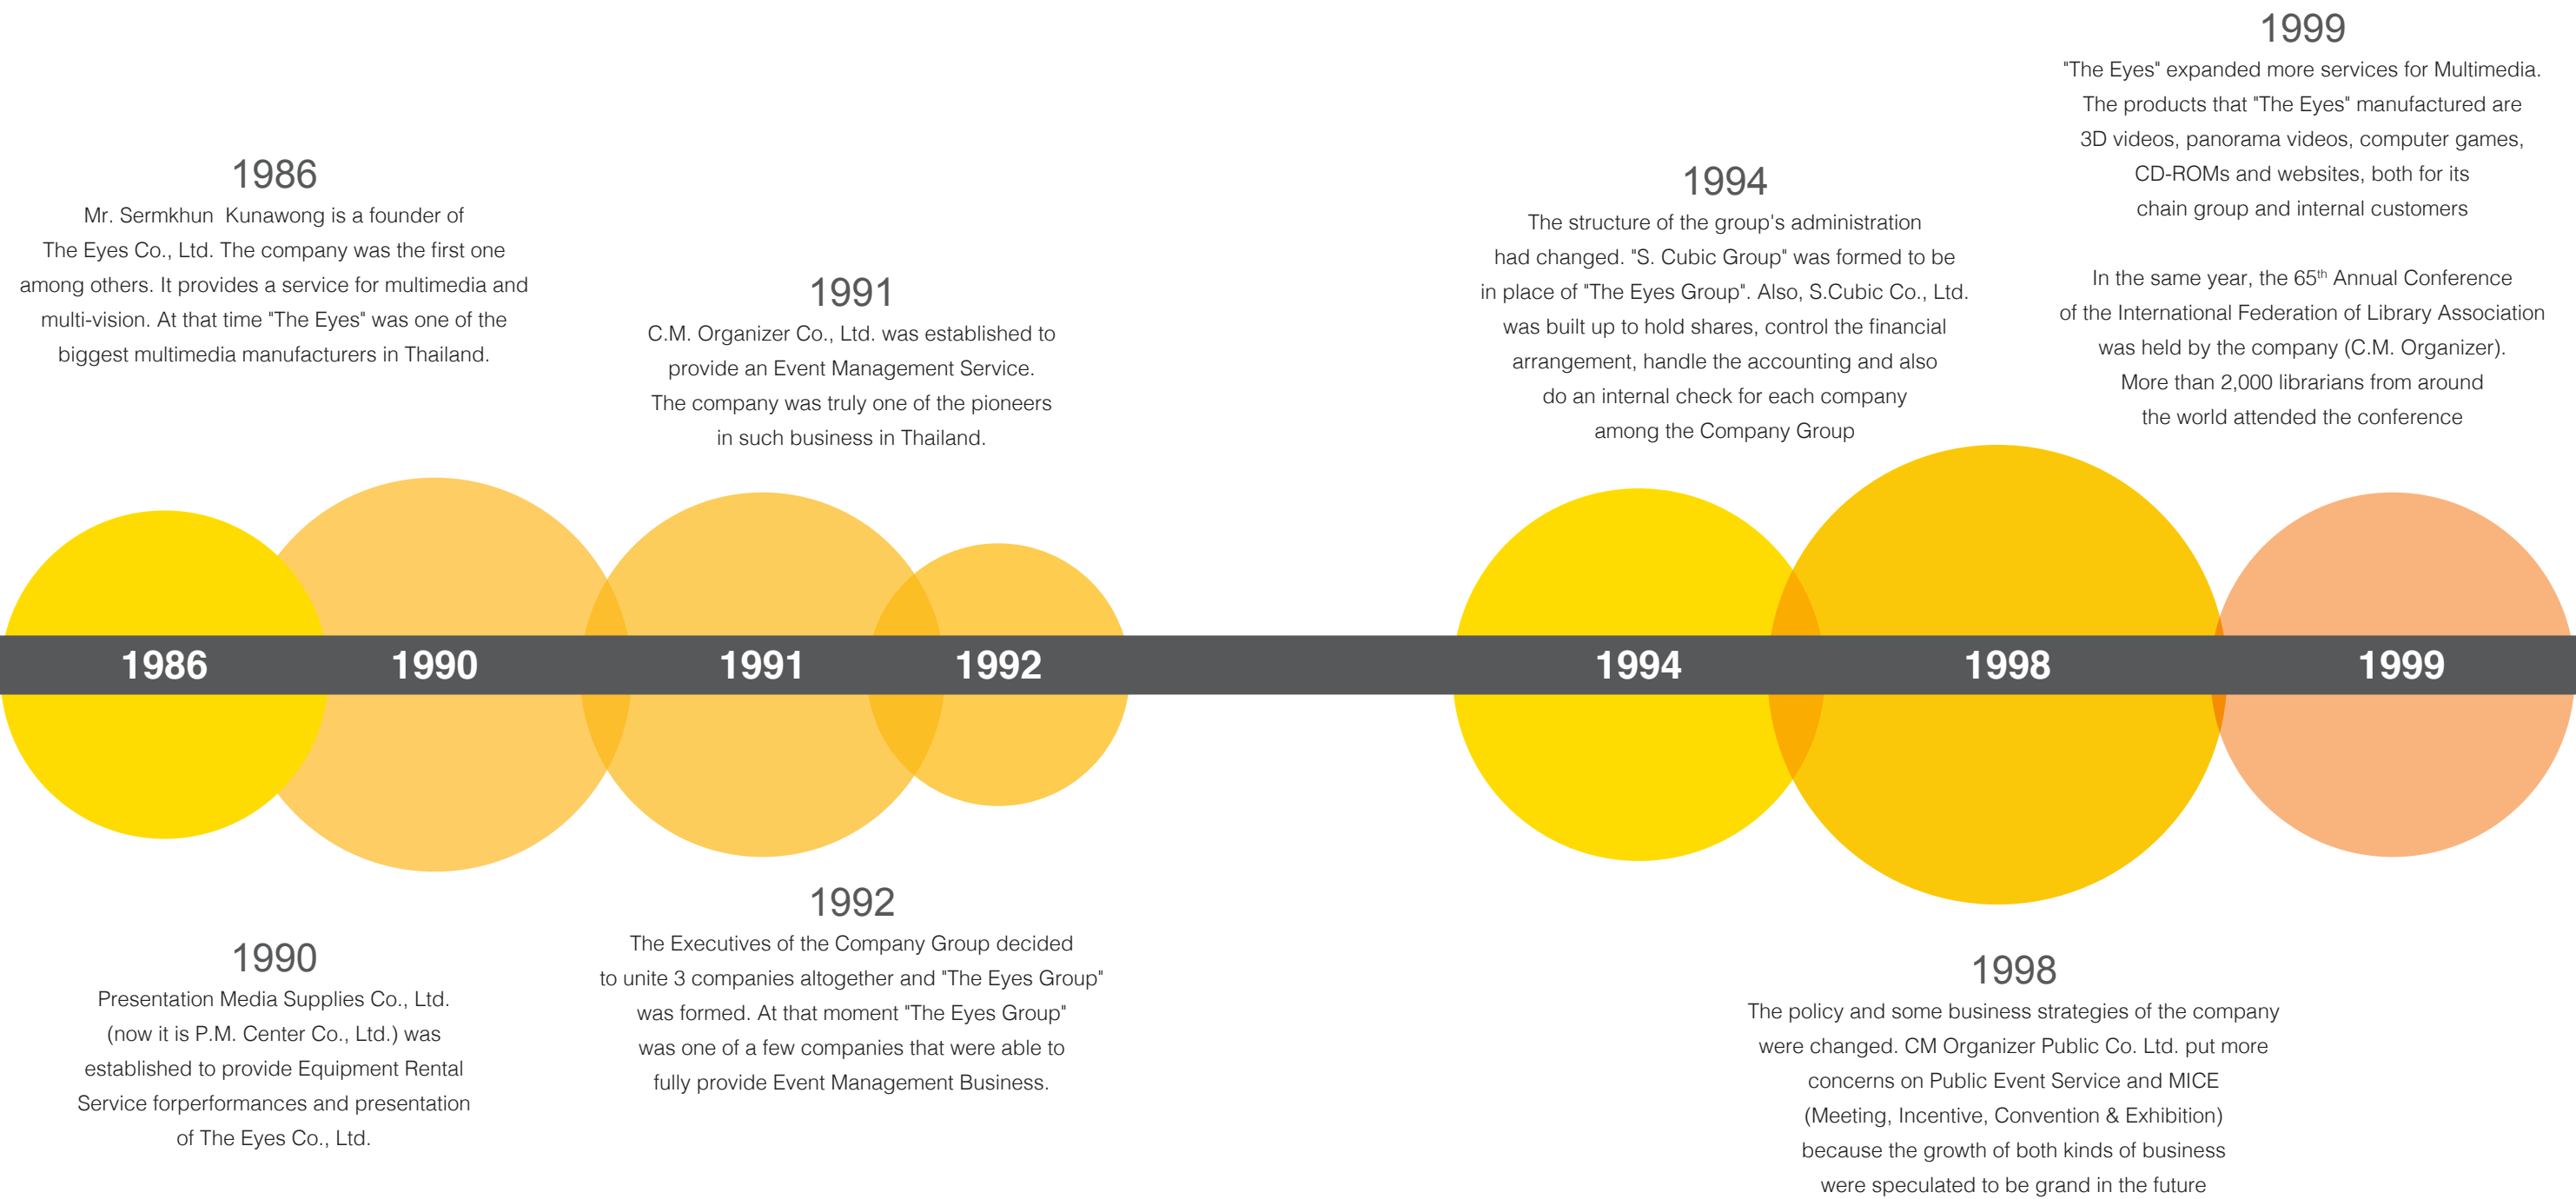 1986
Mr. Sermkhun  Kunawong is a founder of
The Eyes Co., Ltd. The company was the first one
among others. It provides a service for multimedia and
multi-vision. At that time "The Eyes" was one of the
biggest multimedia manufacturers in Thailand.
1991
C.M. Organizer Co., Ltd. was established to
provide an Event Management Service.
The company was truly one of the pioneers
in such business in Thailand.
1994
The structure of the group's administration
had changed. "S. Cubic Group" was formed to be
in place of "The Eyes Group". Also, S.Cubic Co., Ltd.
was built up to hold shares, control the financial
arrangement, handle the accounting and also
do an internal check for each company
among the Company Group
1999
"The Eyes" expanded more services for Multimedia.
The products that "The Eyes" manufactured are
3D videos, panorama videos, computer games,
CD-ROMs and websites, both for its
chain group and internal customers
In the same year, the 65th Annual Conference
of the International Federation of Library Association
was held by the company (C.M. Organizer).
More than 2,000 librarians from around
the world attended the conference
1986 1990 1991 1992 1994 1998 1999
1990
Presentation Media Supplies Co., Ltd.
(now it is P.M. Center Co., Ltd.) was
established to provide Equipment Rental
Service forperformances and presentation
of The Eyes Co., Ltd.
1992
The Executives of the Company Group decided
to unite 3 companies altogether and "The Eyes Group"
was formed. At that moment "The Eyes Group"
was one of a few companies that were able to
fully provide Event Management Business.
1998
The policy and some business strategies of the company
were changed. CM Organizer Public Co. Ltd. put more
concerns on Public Event Service and MICE
(Meeting, Incentive, Convention & Exhibition)
because the growth of both kinds of business
were speculated to be grand in the future